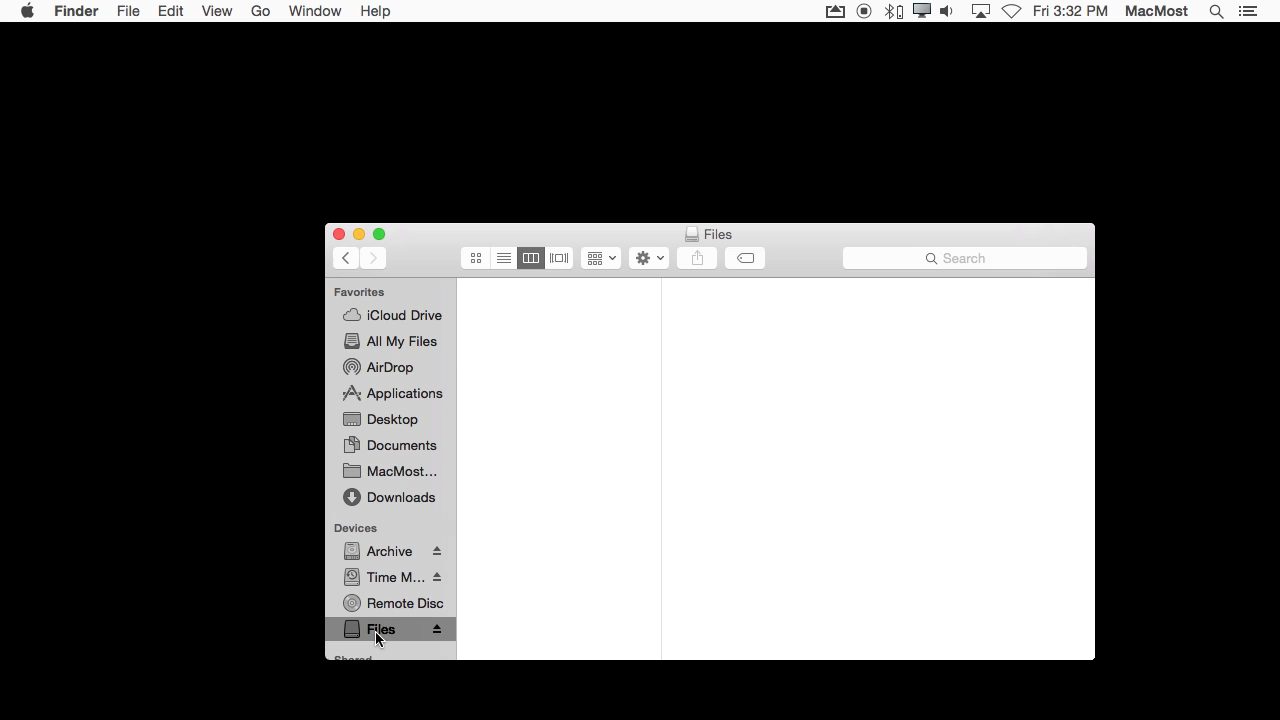 Finder File Edit View Go Window Help Fri 3:32 PM MacMost
Files
Search
Favorites
iCloud Drive
All My Files
AirDrop
Applications
Desktop
Documents
MacMost...
Downloads
Devices
Archive
Time M...
Remote Disc
Files
Shared